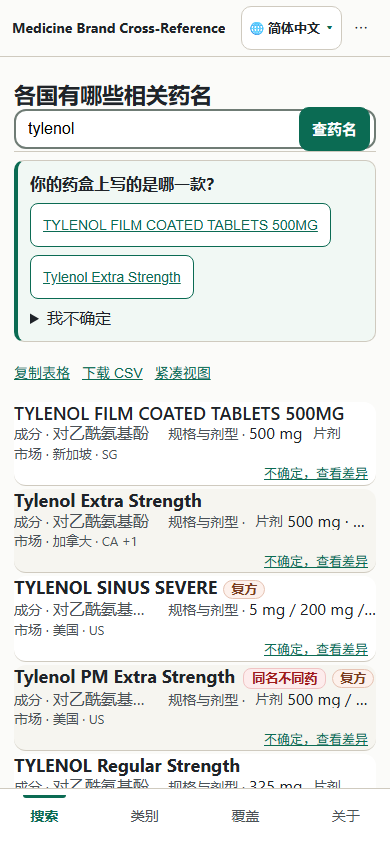 Medicine Brand Cross-Reference 🌐 简体中文 ▾ ⋯
各国有哪些相关药名
tylenol 查药名
你的药盒上写的是哪一款?
TYLENOL FILM COATED TABLETS 500MG
Tylenol Extra Strength
▶ 我不确定
复制表格 下载 CSV 紧凑视图
TYLENOL FILM COATED TABLETS 500MG
成分 · 对乙酰氨基酚 规格与剂型 · 500 mg 片剂
市场 · 新加坡 · SG
不确定，查看差异
Tylenol Extra Strength
成分 · 对乙酰氨基酚 规格与剂型 · 片剂 500 mg · ...
市场 · 加拿大 · CA +1
不确定，查看差异
TYLENOL SINUS SEVERE 复方
成分 · 对乙酰氨基... 规格与剂型 · 5 mg / 200 mg /...
市场 · 美国 · US
不确定，查看差异
Tylenol PM Extra Strength 同名不同药 复方
成分 · 对乙酰氨基... 规格与剂型 · 片剂 500 mg / ...
市场 · 美国 · US
不确定，查看差异
TYLENOL Regular Strength
成分 · 对乙酰氨基酚 规格与剂型 · 325 mg 片剂
搜索 类别 覆盖 关于